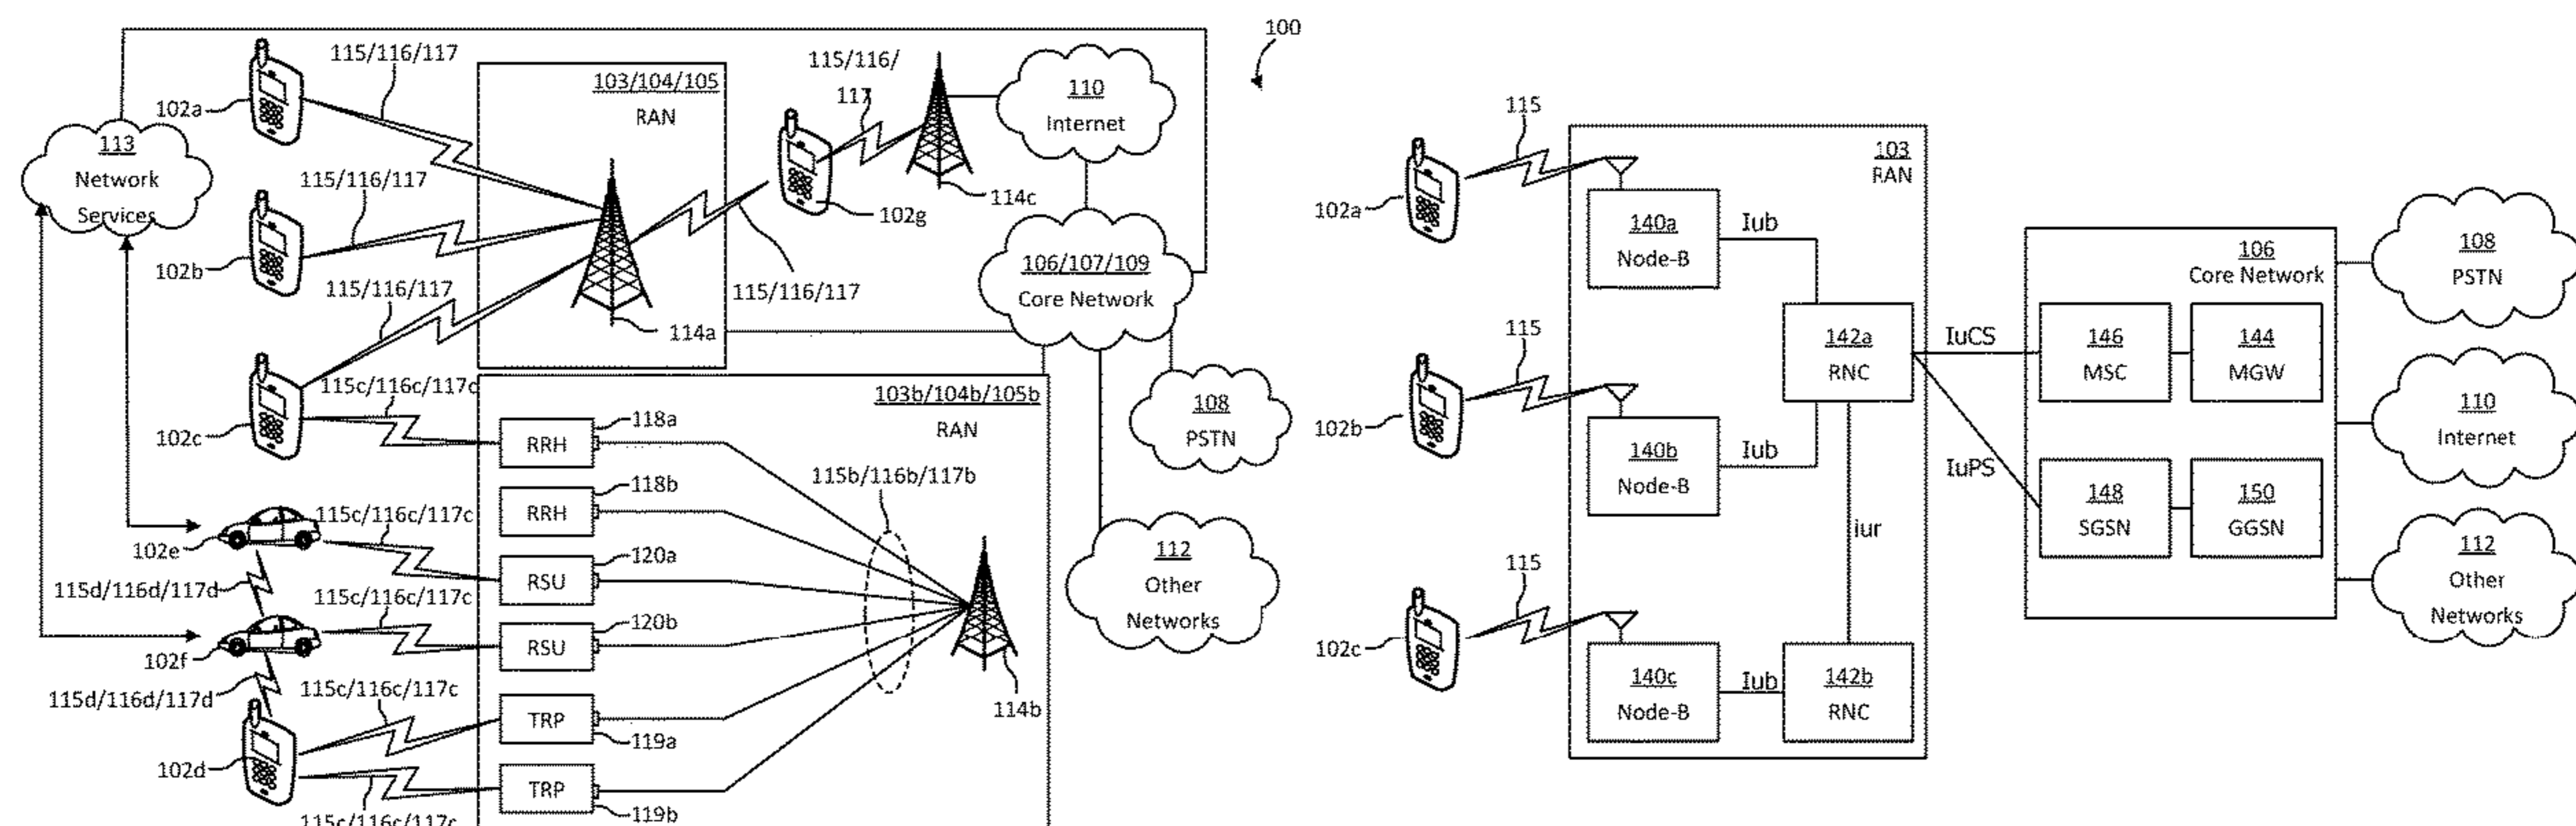 100
115/116/117
102a
113
Network
Services
115/116/117
102b
115/116/117
102c
103/104/105
RAN
114a
115/116/
117
102g
115/116/117
114c
110
Internet
106/107/109
Core Network
108
PSTN
112
Other
Networks
103b/104b/105b
RAN
115c/116c/117c
RRH
118a
RRH
118b
115b/116b/117b
102e
115c/116c/117c
RSU
120a
115d/116d/117d
102f
115c/116c/117c
RSU
120b
115d/116d/117d
102d
115c/116c/117c
TRP
119a
TRP
119b
115c/116c/117c
114b
115
102a
115
102b
115
102c
103
RAN
140a
Node-B
Iub
140b
Node-B
Iub
140c
Node-B
Iub
142a
RNC
iur
142b
RNC
IuCS
IuPS
106
Core Network
146
MSC
144
MGW
148
SGSN
150
GGSN
108
PSTN
110
Internet
112
Other
Networks